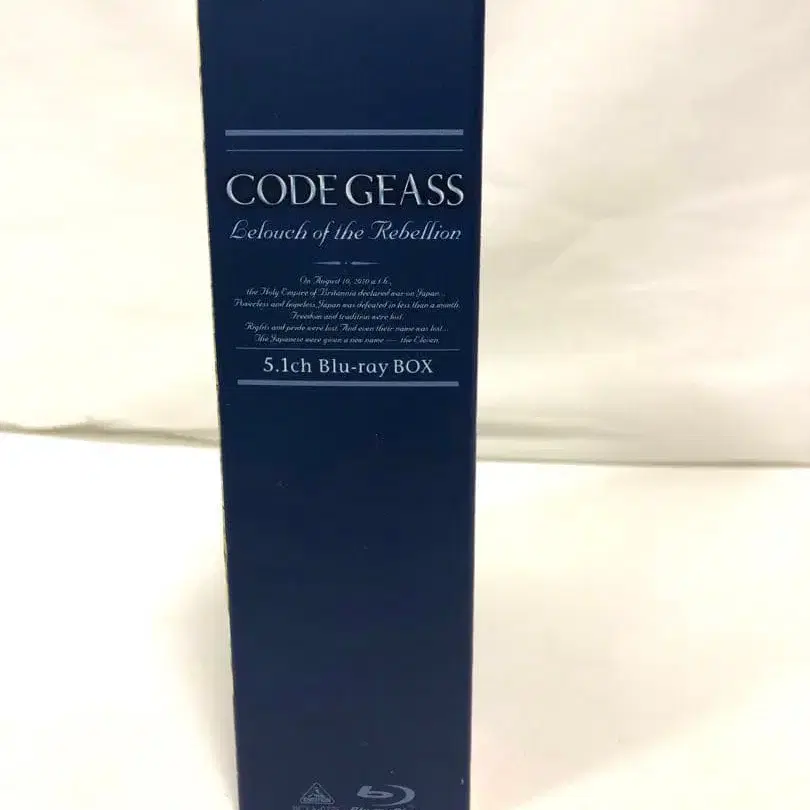 CODE GEASS
Lelouch of the Rebellion
On August 10, 2010 a.t.b.,
the Holy Empire of Britannia declared war on Japan...
Powerless and hopeless, Japan was defeated in less than a month.
Freedom and tradition were lost.
Rights and pride were lost. And even their name was lost...
The Japanese were given a new name — the Eleven.
5.1ch Blu-ray BOX